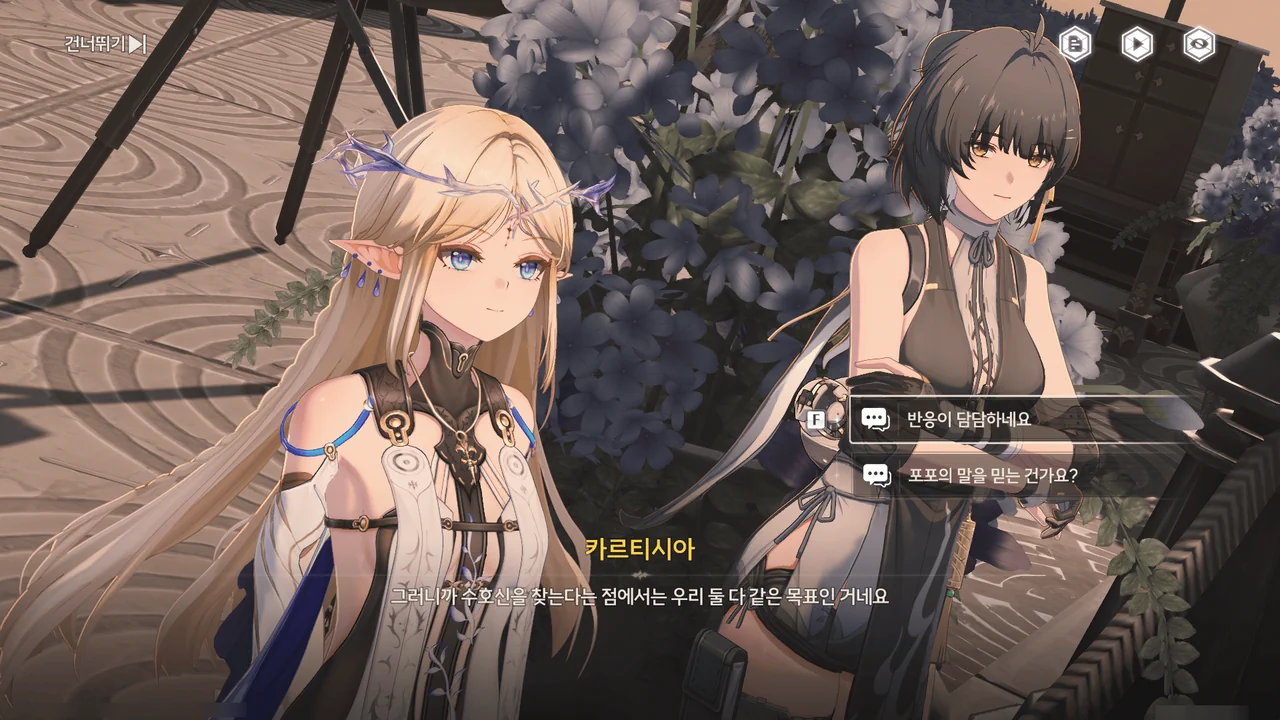 건너뛰기
F 반응이 담담하네요
포포의 말을 믿는 건가요?
카르티시아
그러니까 수호신을 찾는다는 점에서는 우리 둘 다 같은 목표인 거네요